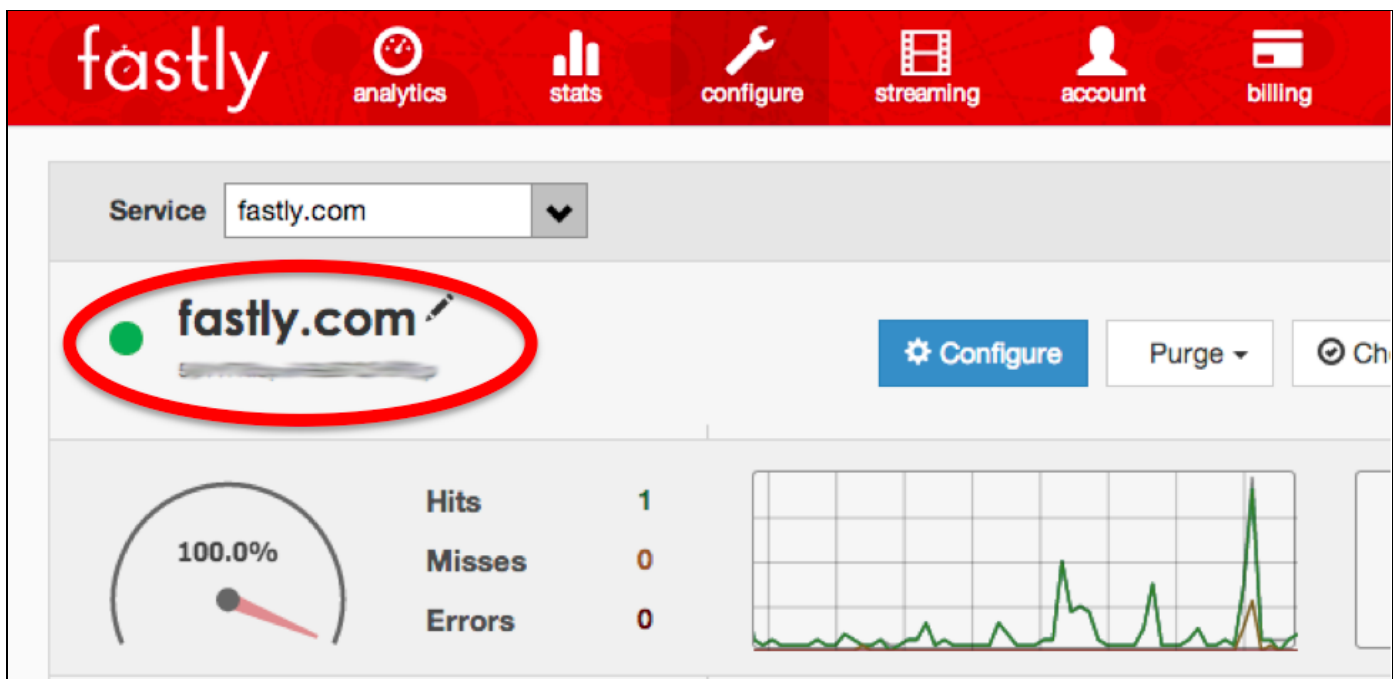 fastly analytics stats configure streaming account billing
Service fastly.com
fastly.com
Configure Purge Ch
100.0%
Hits 1
Misses 0
Errors 0